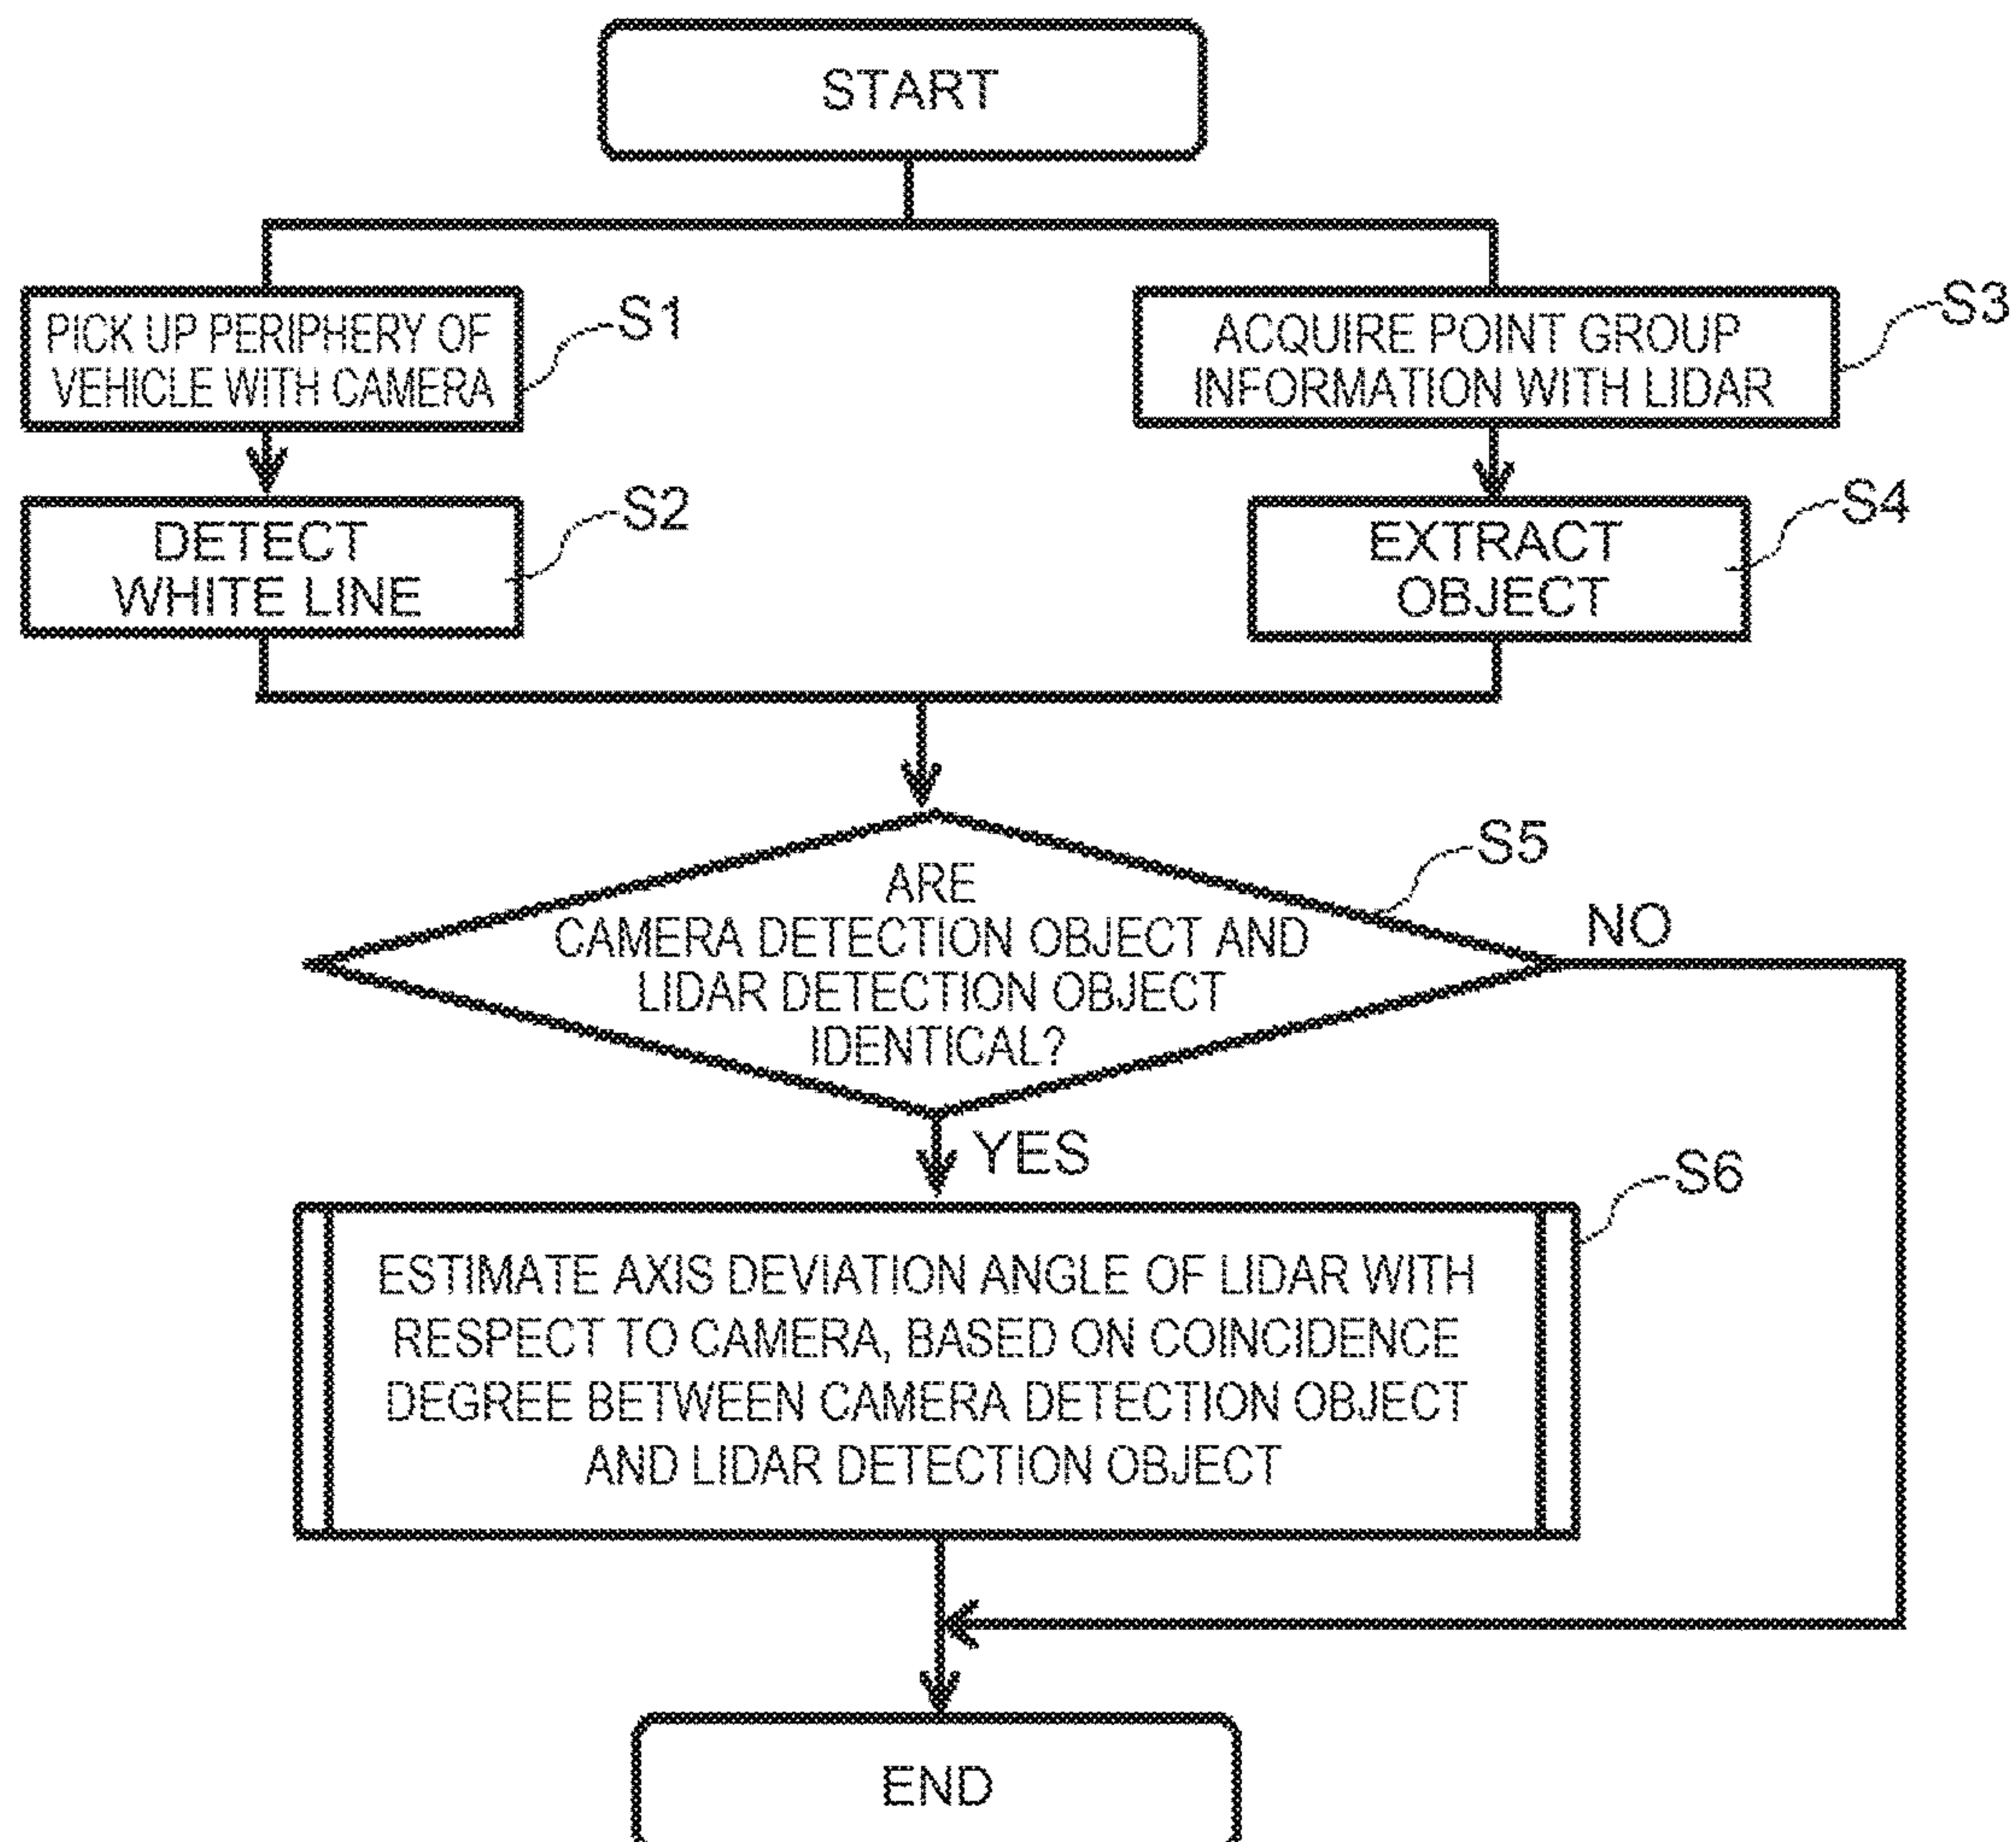 START
PICK UP PERIPHERY OF
VEHICLE WITH CAMERA
S1
ACQUIRE POINT GROUP
INFORMATION WITH LIDAR
S3
DETECT
WHITE LINE
S2
EXTRACT
OBJECT
S4
ARE
CAMERA DETECTION OBJECT AND
LIDAR DETECTION OBJECT
IDENTICAL?
S5
NO
YES
S6
ESTIMATE AXIS DEVIATION ANGLE OF LIDAR WITH
RESPECT TO CAMERA, BASED ON COINCIDENCE
DEGREE BETWEEN CAMERA DETECTION OBJECT
AND LIDAR DETECTION OBJECT
END